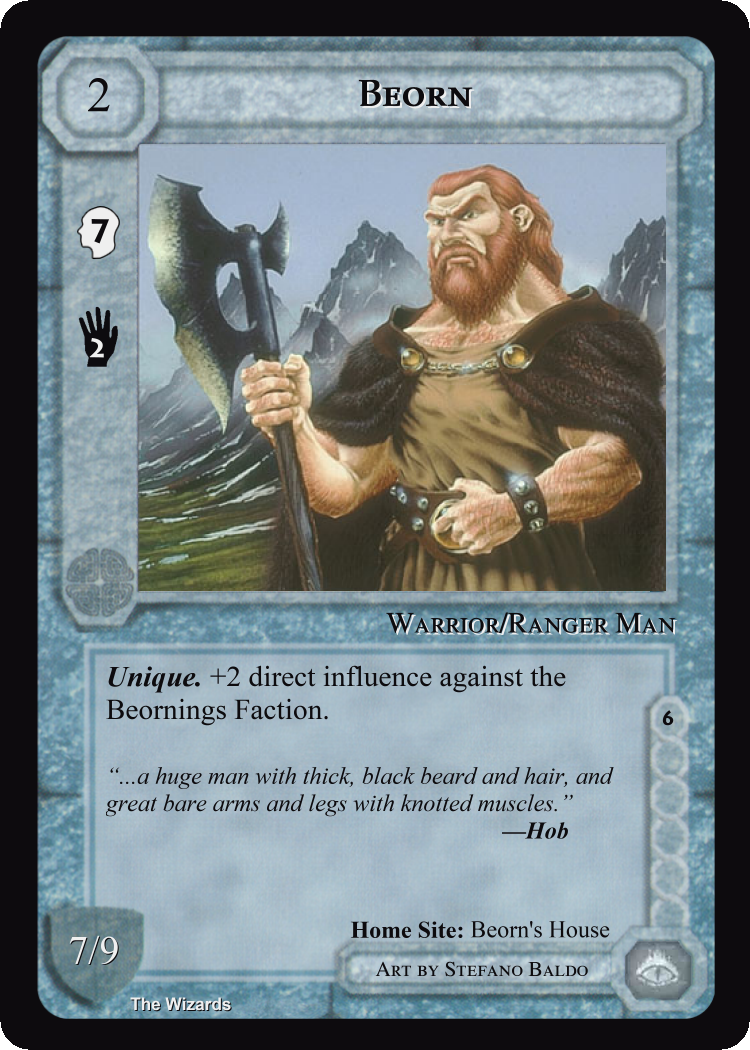 2
Beorn
7
2
Warrior/Ranger Man
Unique. +2 direct influence against the
Beornings Faction.
6
“...a huge man with thick, black beard and hair, and
great bare arms and legs with knotted muscles.”
—Hob
Home Site: Beorn's House
7/9
Art by Stefano Baldo
The Wizards